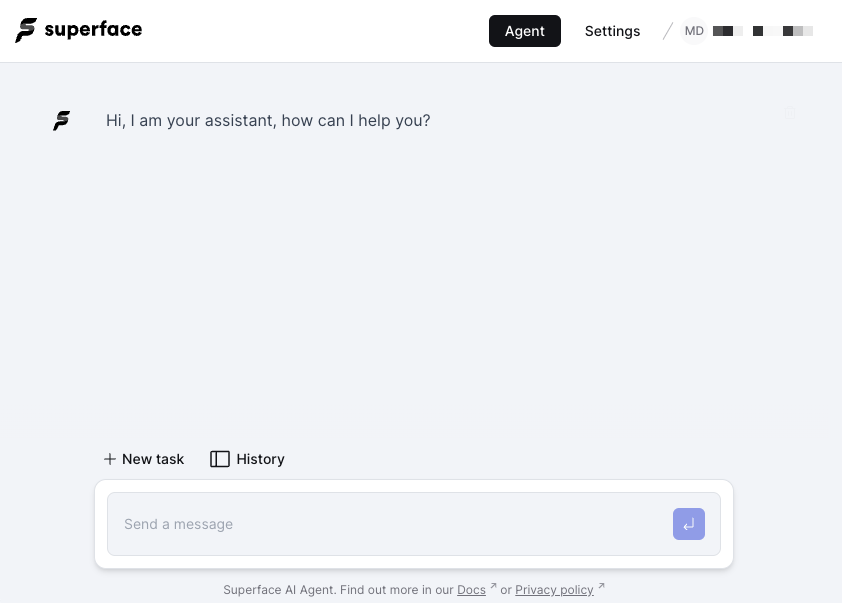 superface
Agent
Settings
MD
Hi, I am your assistant, how can I help you?
New task
History
Send a message
Superface AI Agent. Find out more in our Docs ↗ or Privacy policy ↗